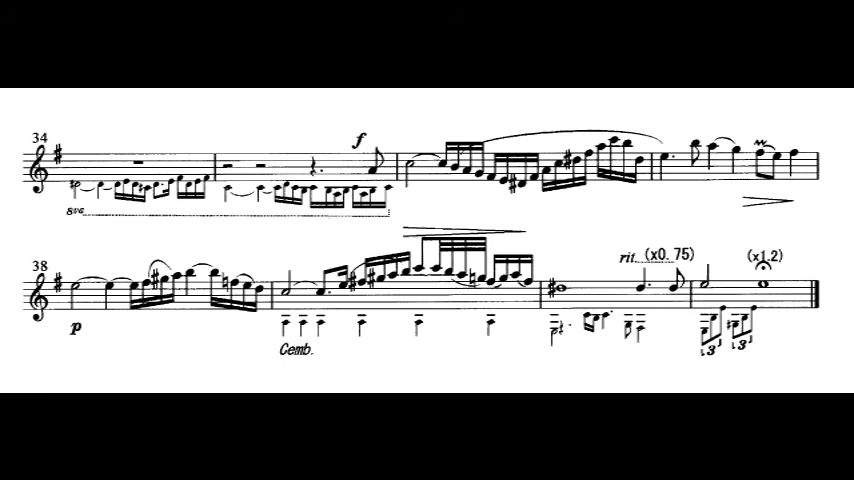 34
f
8va
38
rit. (x0.75) (x1.2)
p
Cemb.
3 3